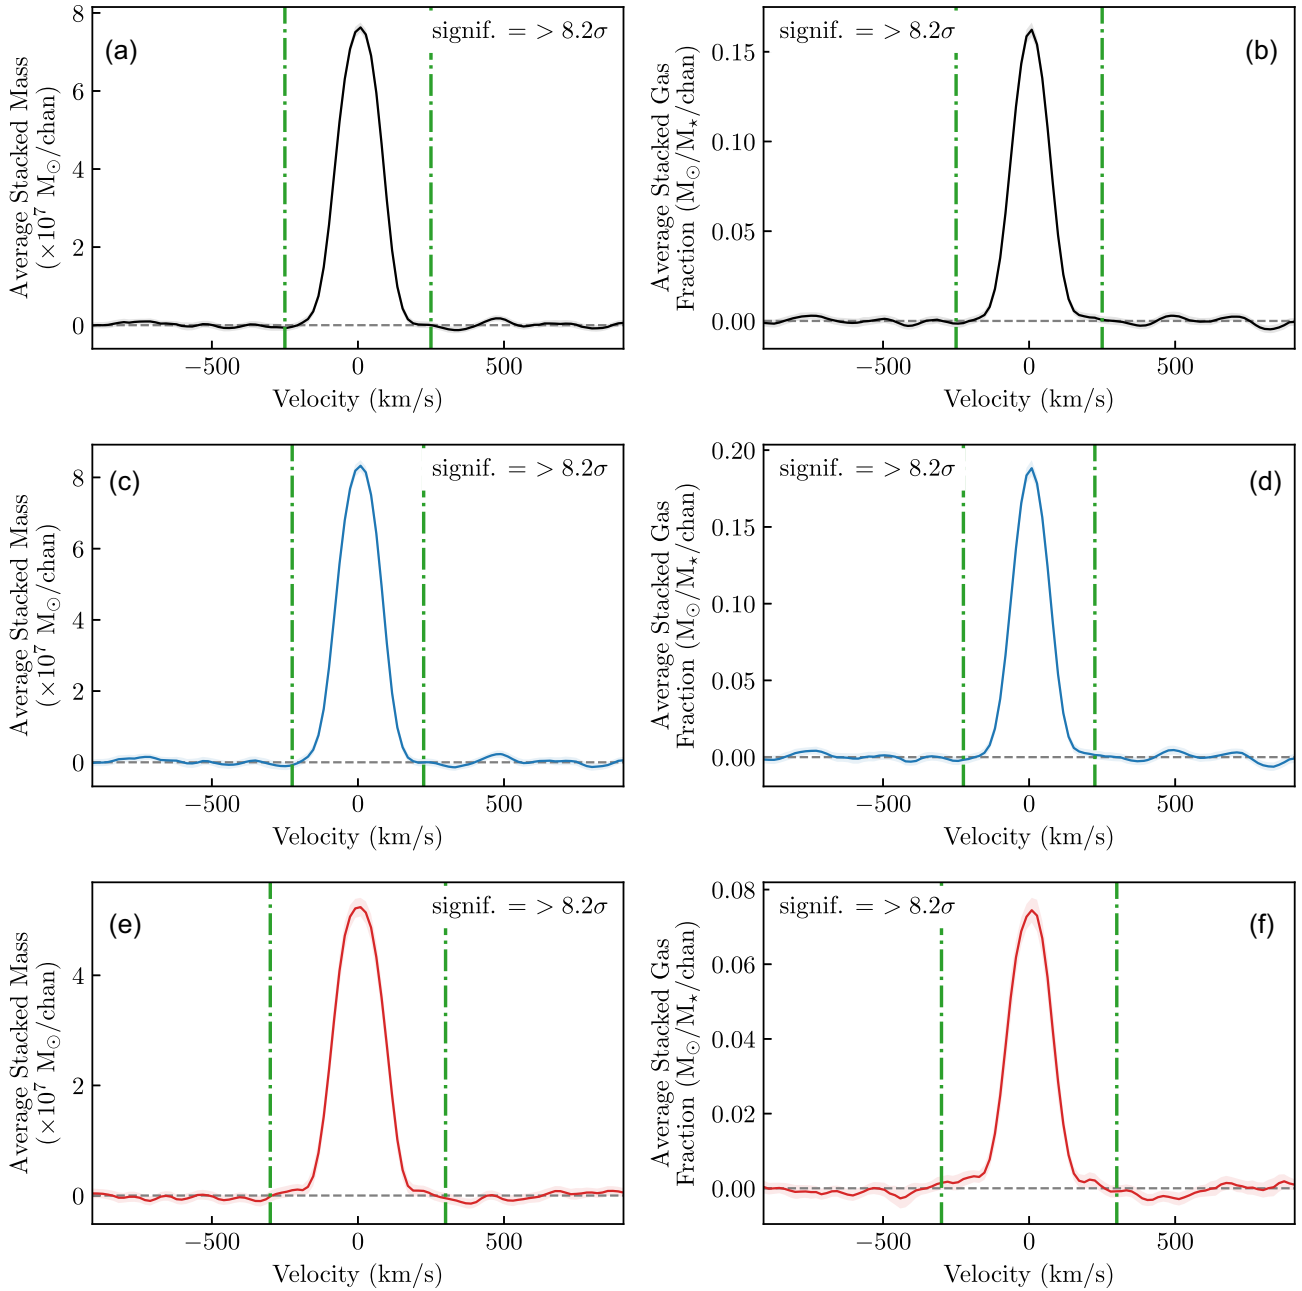 (a)
signif. = > 8.2σ
Average Stacked Mass
(×10⁷ M⊙/chan)
8
6
4
2
0
−500
0
500
Velocity (km/s)
(b)
signif. = > 8.2σ
Average Stacked Gas
Fraction (M⊙/M⋆/chan)
0.15
0.10
0.05
0.00
−500
0
500
Velocity (km/s)
(c)
signif. = > 8.2σ
Average Stacked Mass
(×10⁷ M⊙/chan)
8
6
4
2
0
−500
0
500
Velocity (km/s)
(d)
signif. = > 8.2σ
Average Stacked Gas
Fraction (M⊙/M⋆/chan)
0.20
0.15
0.10
0.05
0.00
−500
0
500
Velocity (km/s)
(e)
signif. = > 8.2σ
Average Stacked Mass
(×10⁷ M⊙/chan)
4
2
0
−500
0
500
Velocity (km/s)
(f)
signif. = > 8.2σ
Average Stacked Gas
Fraction (M⊙/M⋆/chan)
0.08
0.06
0.04
0.02
0.00
−500
0
500
Velocity (km/s)